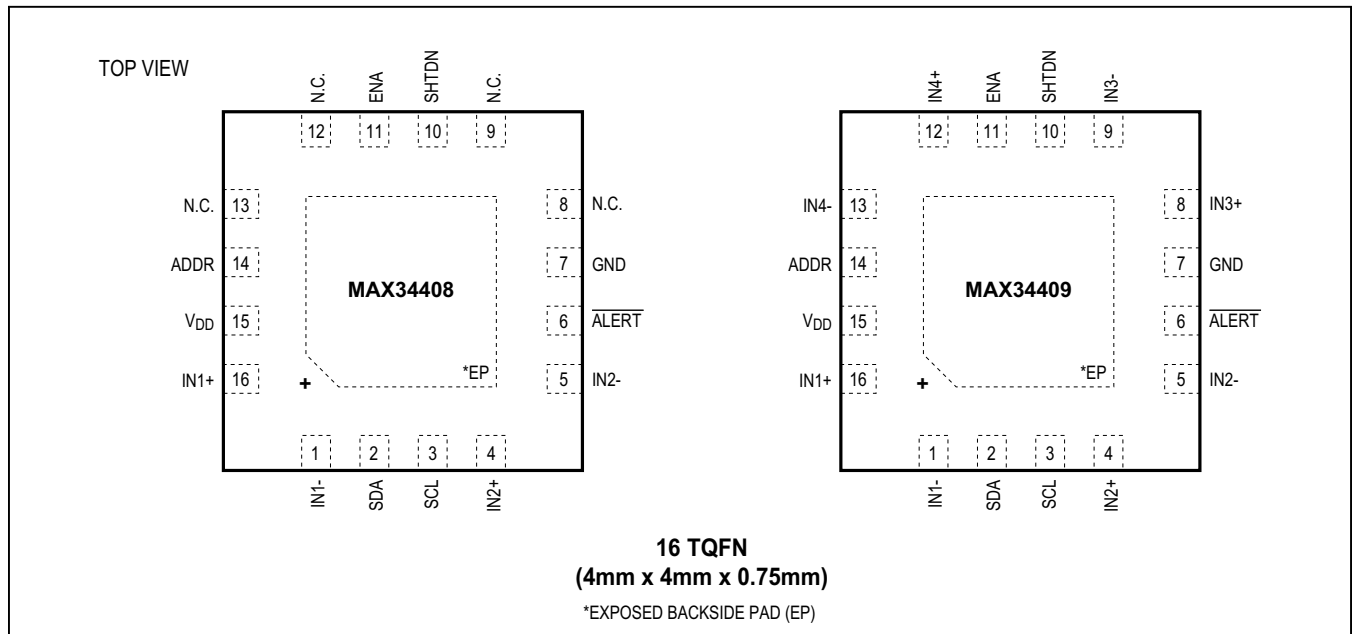 TOP VIEW
N.C. ENA SHTDN N.C.
12 11 10 9
N.C. 13 8 N.C.
ADDR 14 7 GND
MAX34408
VDD 15 6 ALERT
IN1+ 16 + *EP 5 IN2-
1 2 3 4
IN1- SDA SCL IN2+
IN4+ ENA SHTDN IN3-
12 11 10 9
IN4- 13 8 IN3+
ADDR 14 7 GND
MAX34409
VDD 15 6 ALERT
IN1+ 16 + *EP 5 IN2-
1 2 3 4
IN1- SDA SCL IN2+
16 TQFN
(4mm x 4mm x 0.75mm)
*EXPOSED BACKSIDE PAD (EP)